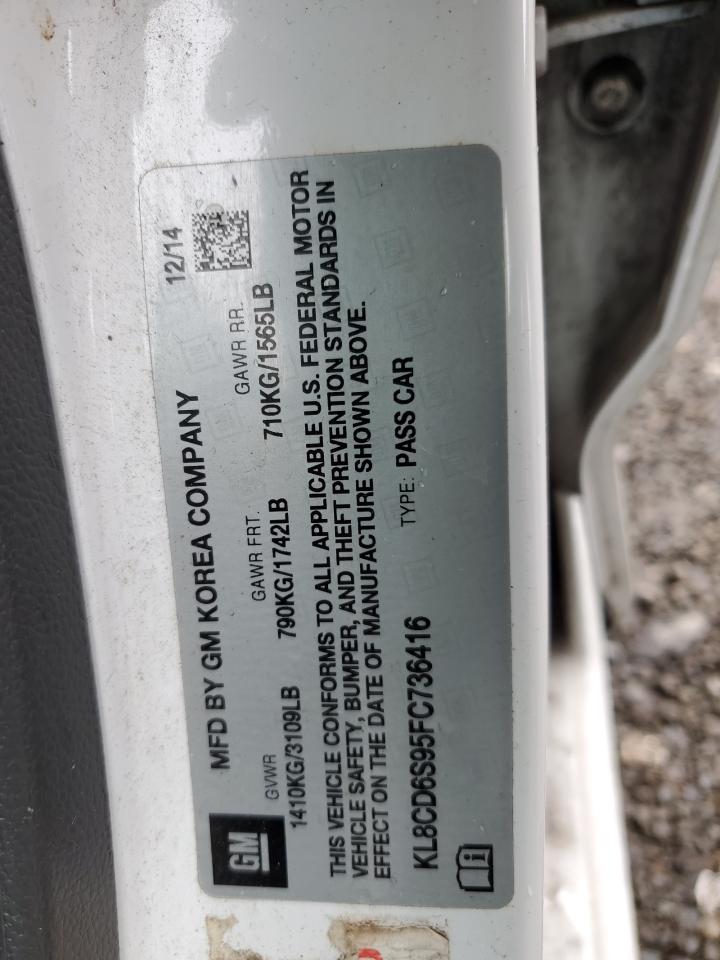 MFD BY GM KOREA COMPANY 12/14
GVWR GAWR FRT. GAWR RR.
1410KG/3109LB 790KG/1742LB 710KG/1565LB
THIS VEHICLE CONFORMS TO ALL APPLICABLE U.S. FEDERAL MOTOR
VEHICLE SAFETY, BUMPER, AND THEFT PREVENTION STANDARDS IN
EFFECT ON THE DATE OF MANUFACTURE SHOWN ABOVE.
KL8CD6S95FC736416 TYPE: PASS CAR
GM